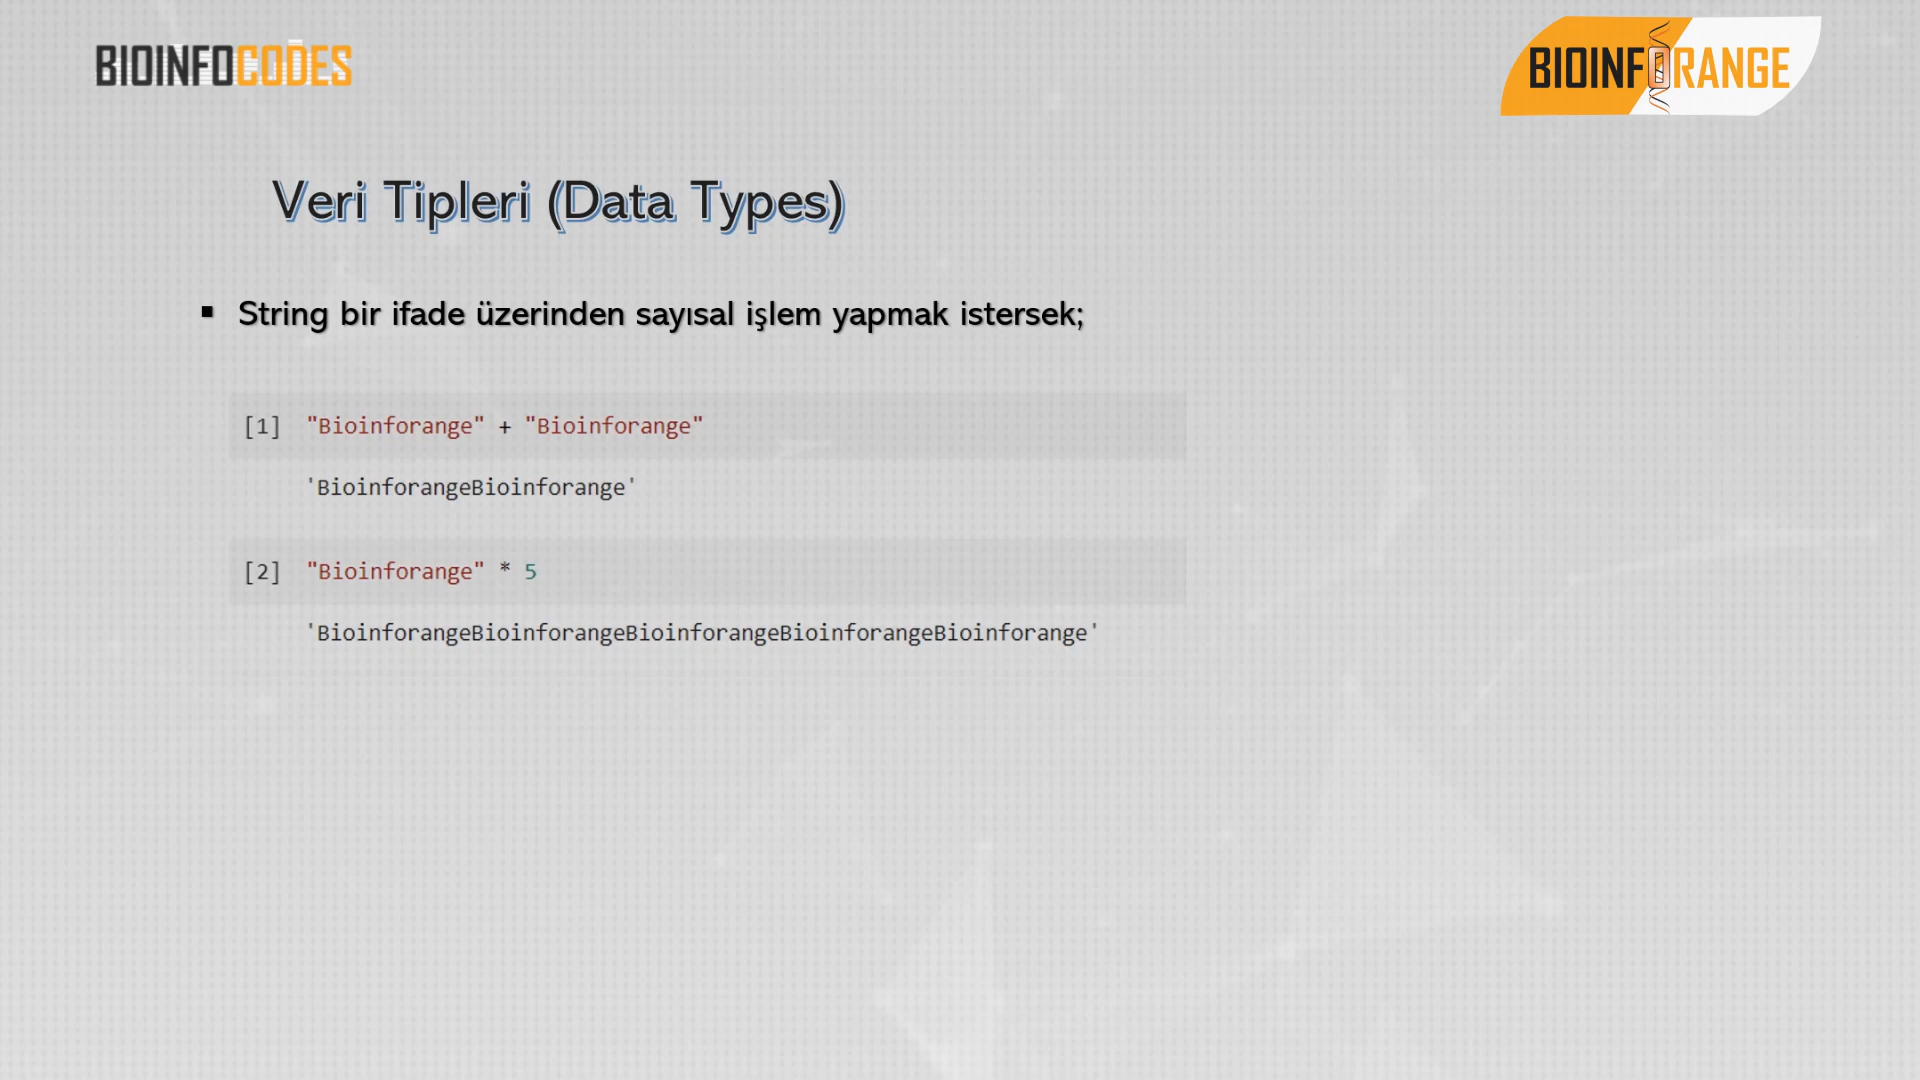 BIOINFOCODES
BIOINFORANGE
Veri Tipleri (Data Types)
▪ String bir ifade üzerinden sayısal işlem yapmak istersek;
[1] "Bioinforange" + "Bioinforange"
'BioinforangeBioinforange'
[2] "Bioinforange" * 5
'BioinforangeBioinforangeBioinforangeBioinforangeBioinforange'